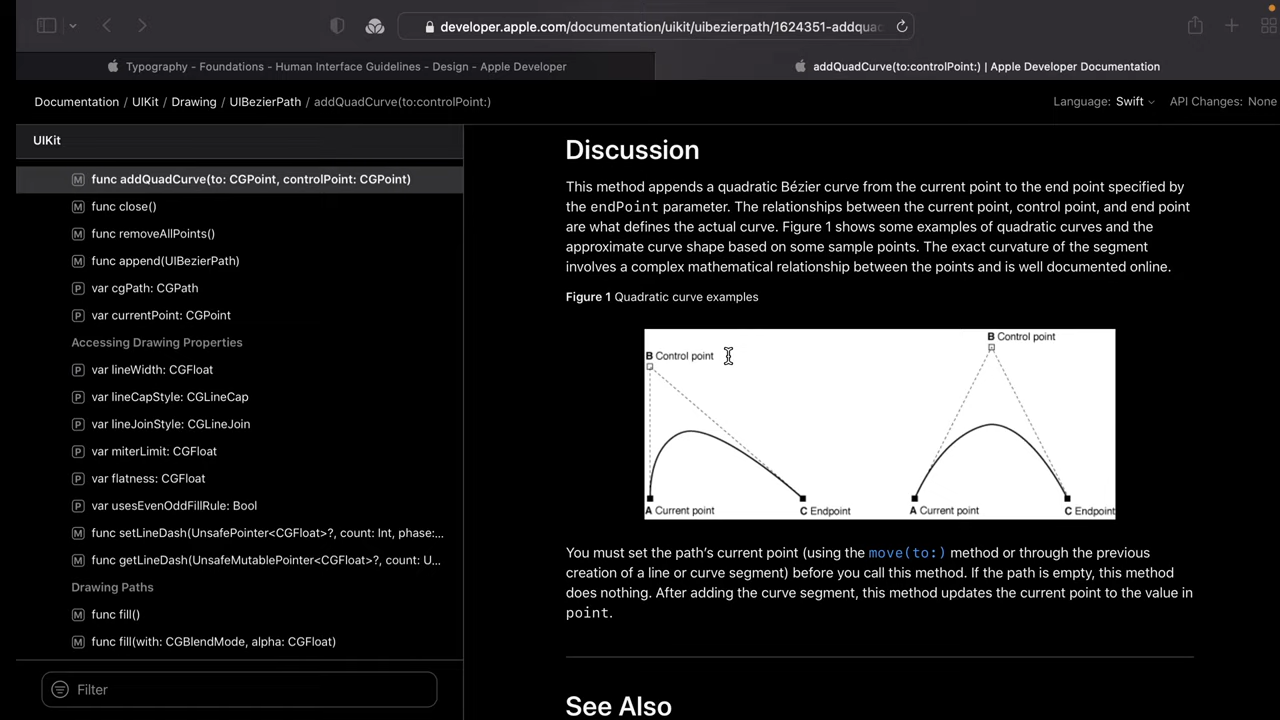 developer.apple.com/documentation/uikit/uibezierpath/1624351-addquad
Typography - Foundations - Human Interface Guidelines - Design - Apple Developer
addQuadCurve(to:controlPoint:) | Apple Developer Documentation
Documentation / UIKit / Drawing / UIBezierPath / addQuadCurve(to:controlPoint:)
Language: Swift
API Changes: None
UIKit
M func addQuadCurve(to: CGPoint, controlPoint: CGPoint)
M func close()
M func removeAllPoints()
M func append(UIBezierPath)
P var cgPath: CGPath
P var currentPoint: CGPoint
Accessing Drawing Properties
P var lineWidth: CGFloat
P var lineCapStyle: CGLineCap
P var lineJoinStyle: CGLineJoin
P var miterLimit: CGFloat
P var flatness: CGFloat
P var usesEvenOddFillRule: Bool
M func setLineDash(UnsafePointer<CGFloat>?, count: Int, phase:...
M func getLineDash(UnsafeMutablePointer<CGFloat>?, count: U...
Drawing Paths
M func fill()
M func fill(with: CGBlendMode, alpha: CGFloat)
Filter
Discussion
This method appends a quadratic Bézier curve from the current point to the end point specified by
the endPoint parameter. The relationships between the current point, control point, and end point
are what defines the actual curve. Figure 1 shows some examples of quadratic curves and the
approximate curve shape based on some sample points. The exact curvature of the segment
involves a complex mathematical relationship between the points and is well documented online.
Figure 1 Quadratic curve examples
B Control point
A Current point
C Endpoint
B Control point
A Current point
C Endpoint
You must set the path's current point (using the move(to:) method or through the previous
creation of a line or curve segment) before you call this method. If the path is empty, this method
does nothing. After adding the curve segment, this method updates the current point to the value in
point.
See Also